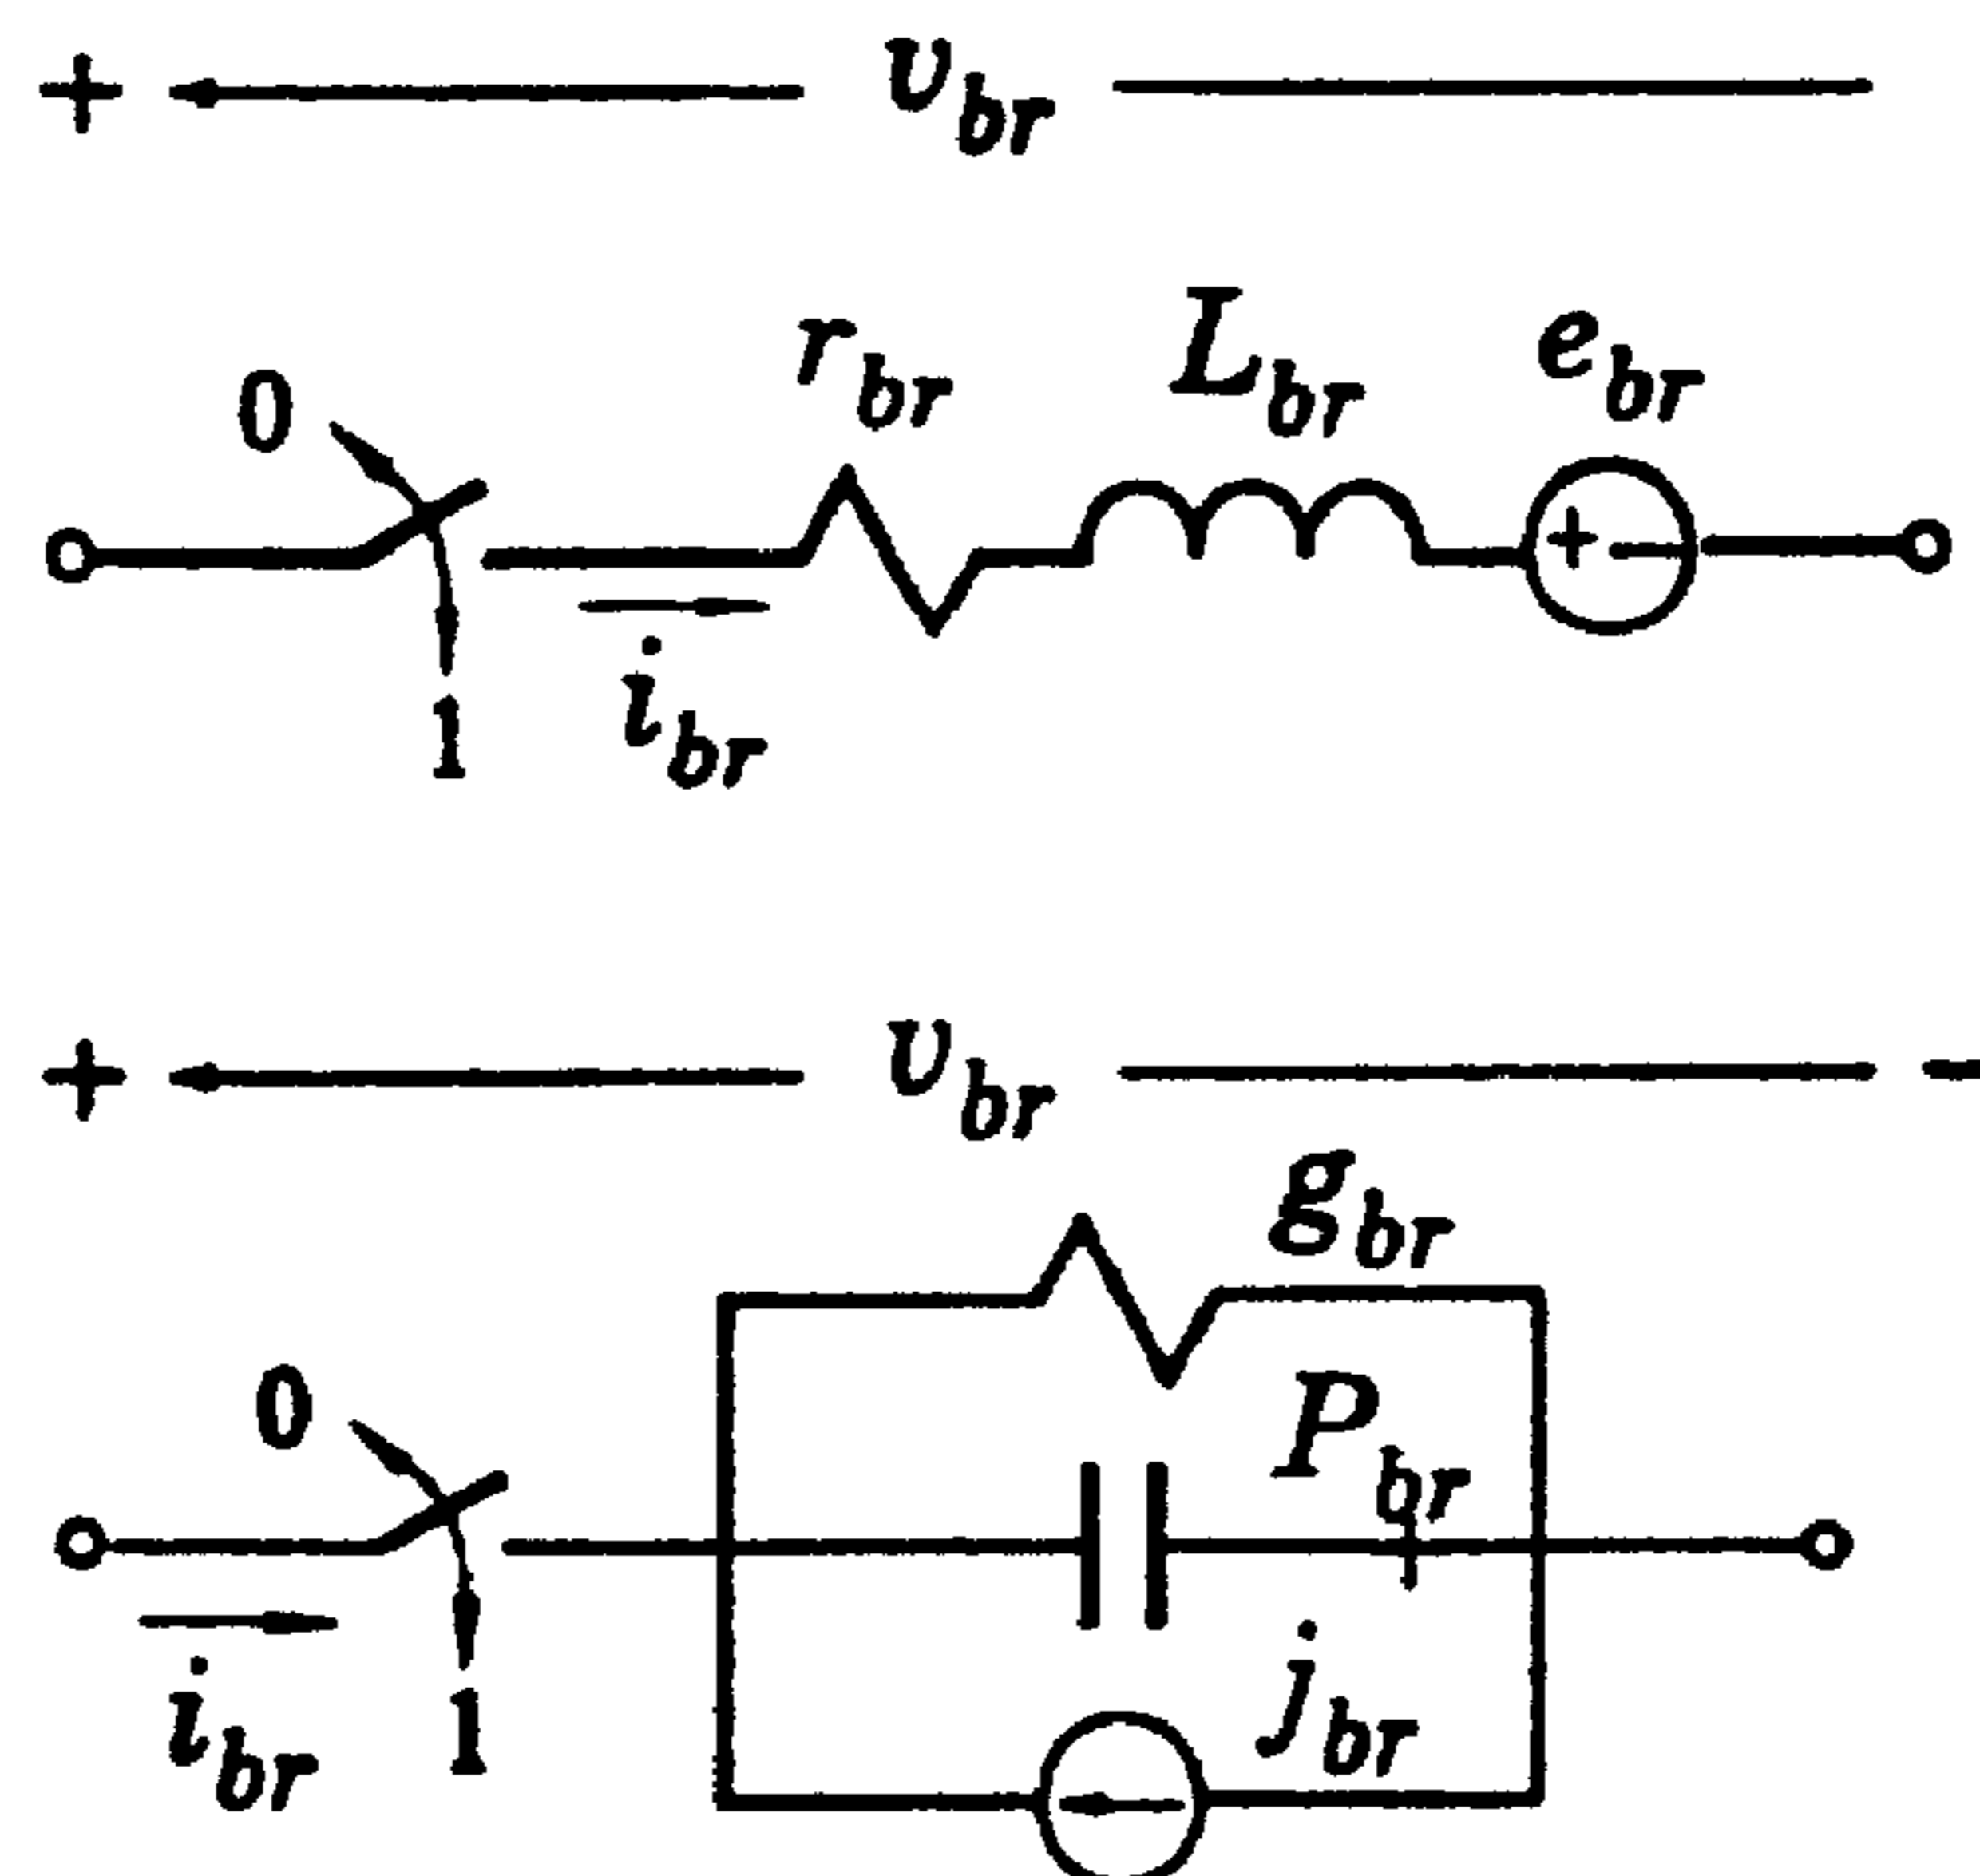 + v_br
r_br L_br e_br
0
+ −
1
i_br
+ v_br −
g_br
0
P_br
i_br
1
j_br